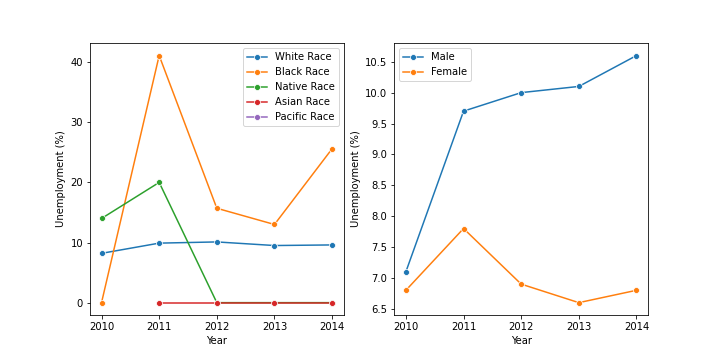 Unemployment (%)
40
30
20
10
0
2010 2011 2012 2013 2014
Year
White Race
Black Race
Native Race
Asian Race
Pacific Race
Unemployment (%)
10.5
10.0
9.5
9.0
8.5
8.0
7.5
7.0
6.5
2010 2011 2012 2013 2014
Year
Male
Female